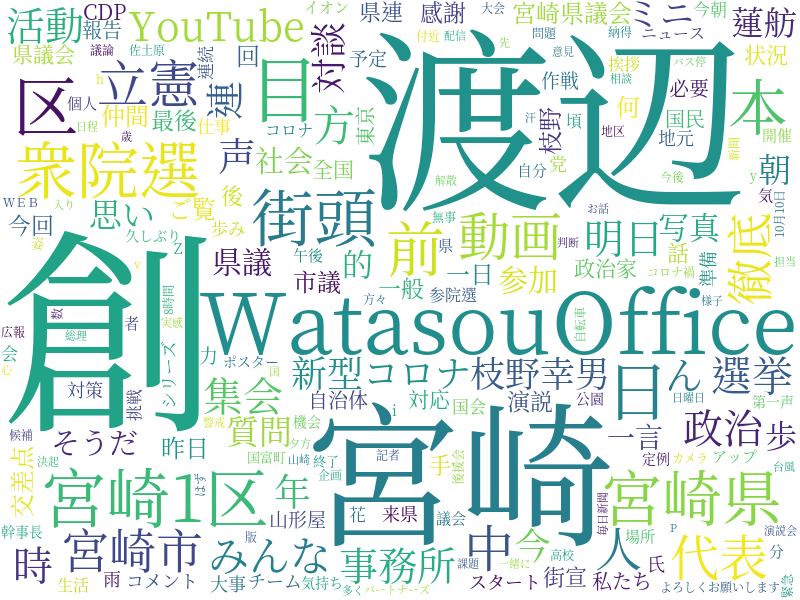 活動
CDP
報告
YouTube
県連
イオン
感謝
大会
今朝
宮崎県議会
ミニ
ニュース
蓮舫
県議会
議論
佐土原
連続
回
対談
予定
付近
配信
先
作戦
問題
意見
納得
挨拶
相談
バス停
状況
区
個人
日程
立憲
仲間
最後
歳
仕事
連
コロナ
目
方
東京
渡辺
頃
枝野
自分
何
国民
党
地区
必要
地元
新聞
本
開催
衆院選
声
社会
全国
解散
汗
今後
y
朝
気
WEB
入り
今回
姿
思い
久しぶり
ご覧
歩み
Z
後
街頭
午後
前
無事
県
動画
お話
判断
明日
写真
話
政治家
コロナ禍
準備
10月10日
担当
徹底
創
v
県議
市議
的
一般
一日
方々
参院選
参加
自転車
様子
広報
数
者
実感
8時間
会
心
総理
シリーズ
力
ポスター
国
WatasouOffice
対策
挑戦
集会
新型コロナ
自治体
対応
i
国会
枝野幸男
演説
日
ん
公園
選挙
日曜日
第一声
候補
決起
そうだ
昨日
警戒
質問
機会
夕方
宮崎
手
一言
定例
政治
カメラ
アップ
歩
台風
交差点
国富町
山崎
終了
はず
企画
記者
後援会
宮崎1区
年
幹事長
時
宮崎市
版
山形屋
花
来県
議会
中
今
高校
場所
人
宮崎県
毎日新聞
P
演説会
代表
分
生活
雨
コメント
みんな
大事
チーム
気持ち
事務所
多く
パートナーズ
課題
一緒に
スタート
街宣
私たち
氏
よろしくお願いします
緊急